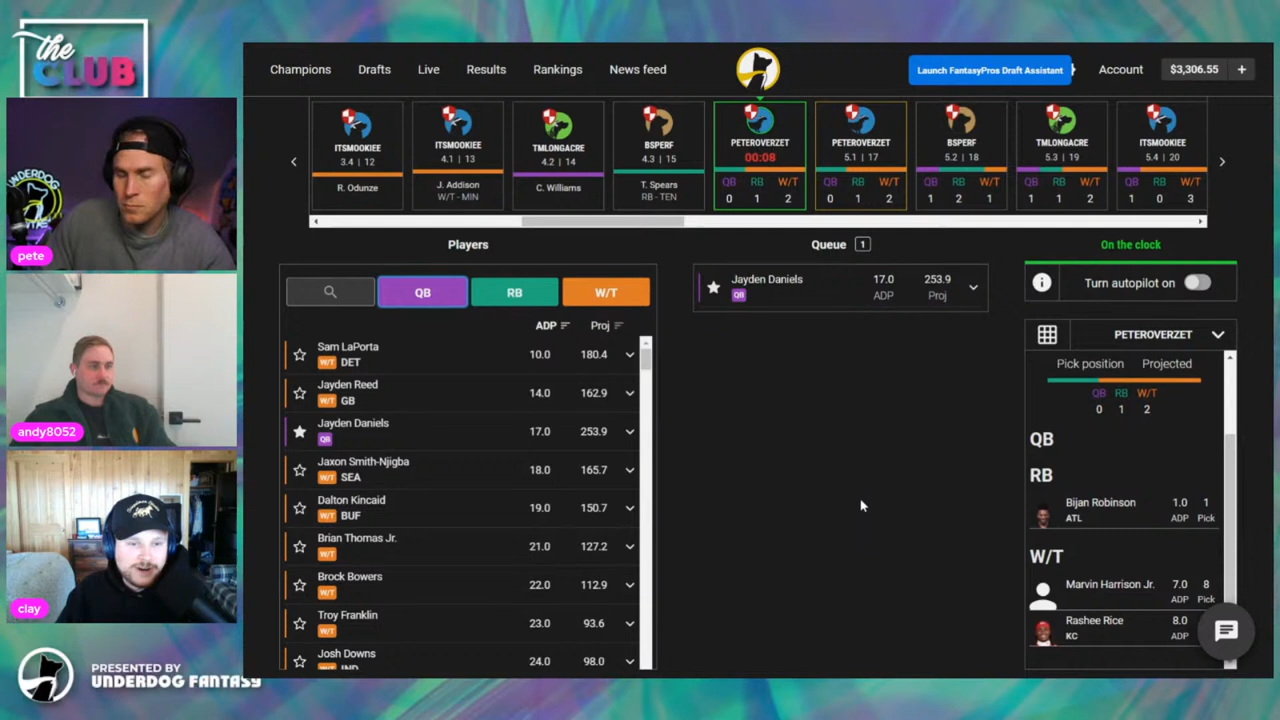 the
CLUB
pete
andy8052
clay
PRESENTED BY
UNDERDOG FANTASY
Champions
Drafts
Live
Results
Rankings
News feed
Launch FantasyPros Draft Assistant
Account
$3,306.55
+
ITSMOOKIEE
3.4 | 12
R. Odunze
ITSMOOKIEE
4.1 | 13
J. Addison
W/T - MIN
TMLONGACRE
4.2 | 14
C. Williams
BSPERF
4.3 | 15
T. Spears
RB - TEN
PETEROVERZET
00:08
QB RB W/T
0 1 2
PETEROVERZET
5.1 | 17
QB RB W/T
0 1 2
BSPERF
5.2 | 18
QB RB W/T
1 2 1
TMLONGACRE
5.3 | 19
QB RB W/T
1 1 2
ITSMOOKIEE
5.4 | 20
QB RB W/T
1 0 3
Players
QB
RB
W/T
ADP Proj
Sam LaPorta
W/T DET
10.0 180.4
Jayden Reed
W/T GB
14.0 162.9
Jayden Daniels
QB
17.0 253.9
Jaxon Smith-Njigba
W/T SEA
18.0 165.7
Dalton Kincaid
W/T BUF
19.0 150.7
Brian Thomas Jr.
W/T
21.0 127.2
Brock Bowers
W/T
22.0 112.9
Troy Franklin
W/T
23.0 93.6
Josh Downs
W/T IND
24.0 98.0
Queue 1
Jayden Daniels
QB
17.0 253.9
ADP Proj
On the clock
Turn autopilot on
PETEROVERZET
Pick position Projected
QB RB W/T
0 1 2
QB
RB
Bijan Robinson 1.0 1
ATL ADP Pick
W/T
Marvin Harrison Jr. 7.0 8
ADP Pick
Rashee Rice 8.0
KC ADP